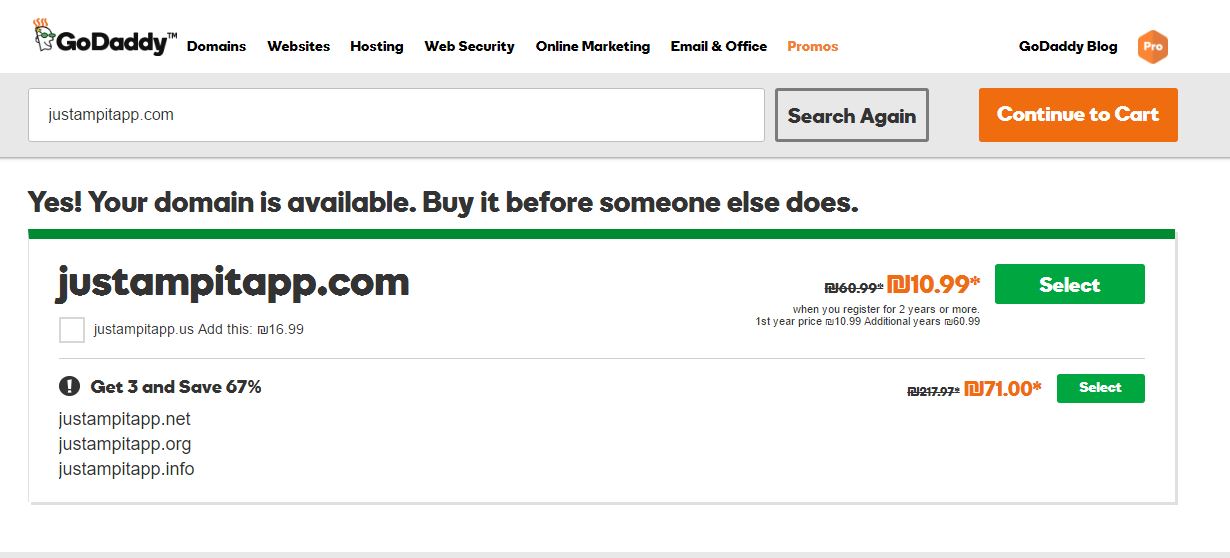 GoDaddy™ Domains Websites Hosting Web Security Online Marketing Email & Office Promos GoDaddy Blog Pro
justampitapp.com Search Again Continue to Cart
Yes! Your domain is available. Buy it before someone else does.
justampitapp.com ₪60.99* ₪10.99* Select
when you register for 2 years or more.
1st year price ₪10.99 Additional years ₪60.99
justampitapp.us Add this: ₪16.99
! Get 3 and Save 67% ₪217.97* ₪71.00* Select
justampitapp.net
justampitapp.org
justampitapp.info